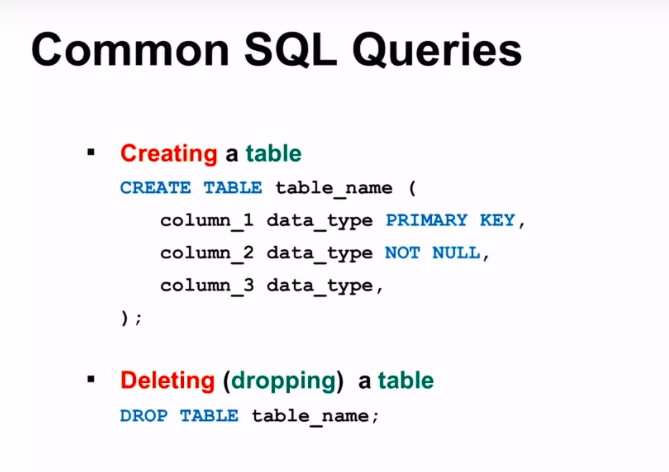 Common SQL Queries
▪ Creating a table
CREATE TABLE table_name (
column_1 data_type PRIMARY KEY,
column_2 data_type NOT NULL,
column_3 data_type,
);
▪ Deleting (dropping) a table
DROP TABLE table_name;